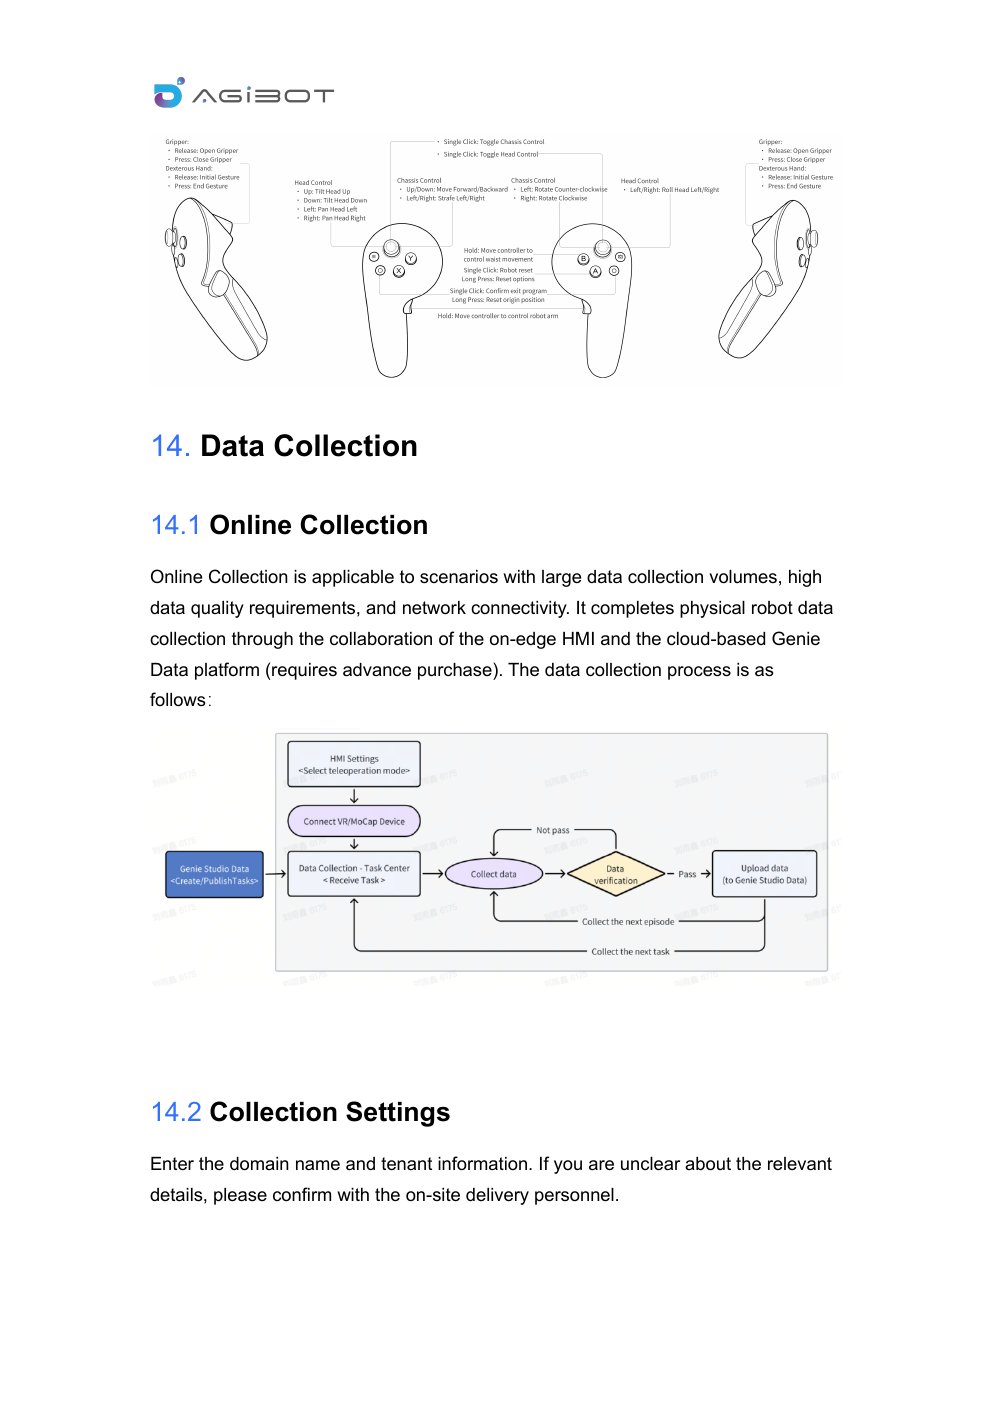 AGIBOT
Gripper:
· Release: Open Gripper
· Press: Close Gripper
Dexterous Hand:
· Release: Initial Gesture
· Press: End Gesture
Head Control
· Up: Tilt Head Up
· Down: Tilt Head Down
· Left: Pan Head Left
· Right: Pan Head Right
· Single Click: Toggle Chassis Control
· Single Click: Toggle Head Control
Chassis Control
· Up/Down: Move Forward/Backward
· Left/Right: Strafe Left/Right
Chassis Control
· Left: Rotate Counter-clockwise
· Right: Rotate Clockwise
Head Control
· Left/Right: Roll Head Left/Right
Gripper:
· Release: Open Gripper
· Press: Close Gripper
Dexterous Hand:
· Release: Initial Gesture
· Press: End Gesture
Y
X
B
A
Hold: Move controller to
control waist movement
Single Click: Robot reset
Long Press: Reset options
Single Click: Confirm exit program
Long Press: Reset origin position
Hold: Move controller to control robot arm
14. Data Collection
14.1 Online Collection
Online Collection is applicable to scenarios with large data collection volumes, high
data quality requirements, and network connectivity. It completes physical robot data
collection through the collaboration of the on-edge HMI and the cloud-based Genie
Data platform (requires advance purchase). The data collection process is as
follows：
HMI Settings
<Select teleoperation mode>
Connect VR/MoCap Device
Genie Studio Data
<Create/PublishTasks>
Data Collection - Task Center
< Receive Task >
Collect data
Not pass
Data
verification
Pass
Upload data
(to Genie Studio Data)
Collect the next episode
Collect the next task
14.2 Collection Settings
Enter the domain name and tenant information. If you are unclear about the relevant
details, please confirm with the on-site delivery personnel.